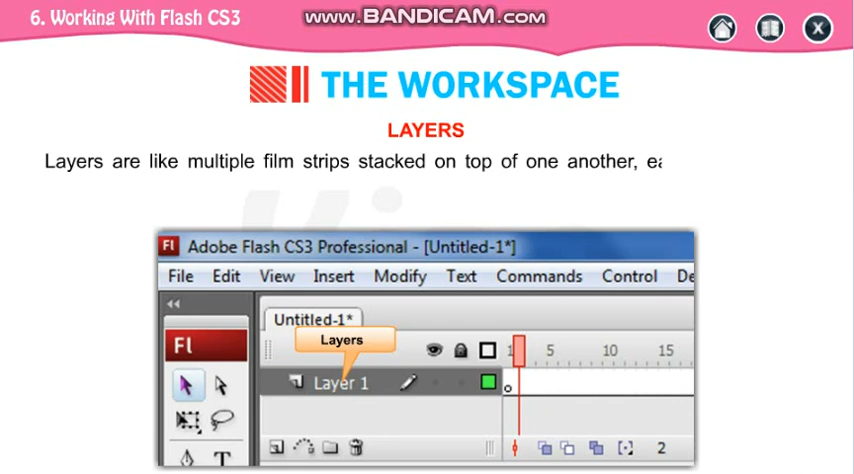 6. Working With Flash CS3
www.BANDICAM.com
X
THE WORKSPACE
LAYERS
Layers are like multiple film strips stacked on top of one another, ea
Fl Adobe Flash CS3 Professional - [Untitled-1*]
File Edit View Insert Modify Text Commands Control De
Untitled-1*
Fl
Layers
1 5 10 15
Layer 1
T
2